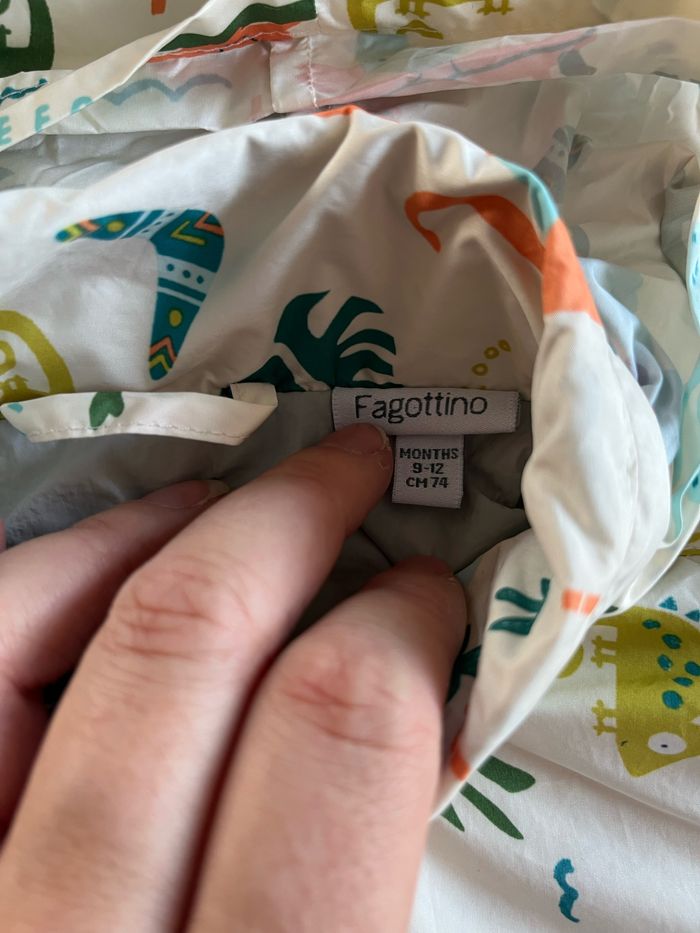 Fagottino
MONTHS
9-12
CM 74